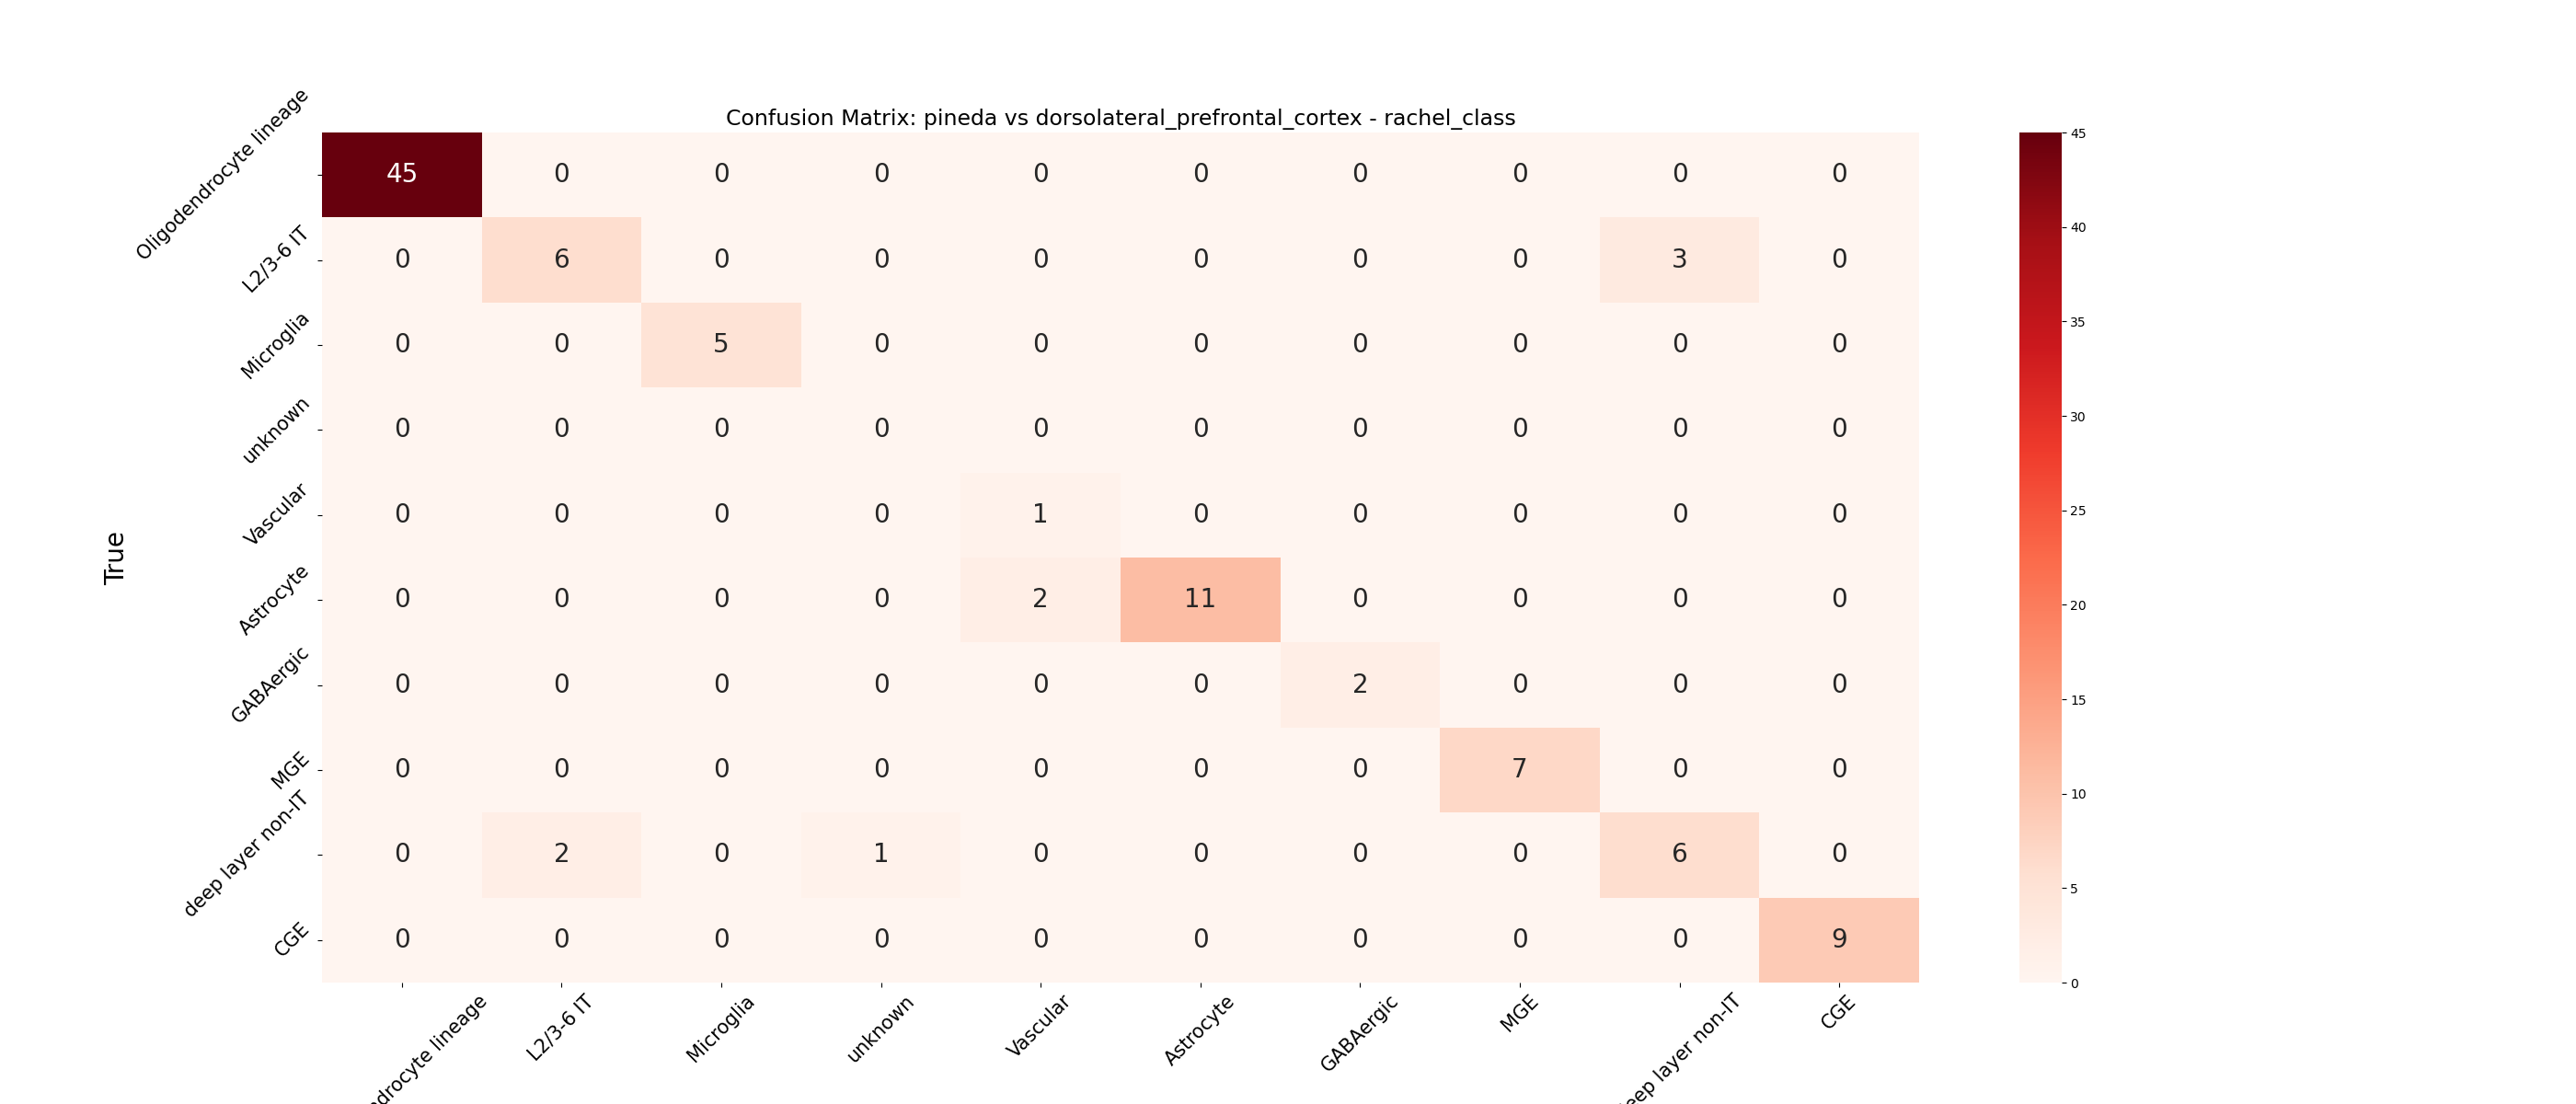 Confusion Matrix: pineda vs dorsolateral_prefrontal_cortex - rachel_class
True
Oligodendrocyte lineage 45 0 0 0 0 0 0 0 0 0
L2/3-6 IT 0 6 0 0 0 0 0 0 3 0
Microglia 0 0 5 0 0 0 0 0 0 0
unknown 0 0 0 0 0 0 0 0 0 0
Vascular 0 0 0 0 1 0 0 0 0 0
Astrocyte 0 0 0 0 2 11 0 0 0 0
GABAergic 0 0 0 0 0 0 2 0 0 0
MGE 0 0 0 0 0 0 0 7 0 0
deep layer non-IT 0 2 0 1 0 0 0 0 6 0
CGE 0 0 0 0 0 0 0 0 0 9
lineage
L2/3-6 IT
Microglia
unknown
Vascular
Astrocyte
GABAergic
MGE
layer non-IT
CGE
45
40
35
30
25
20
15
10
5
0